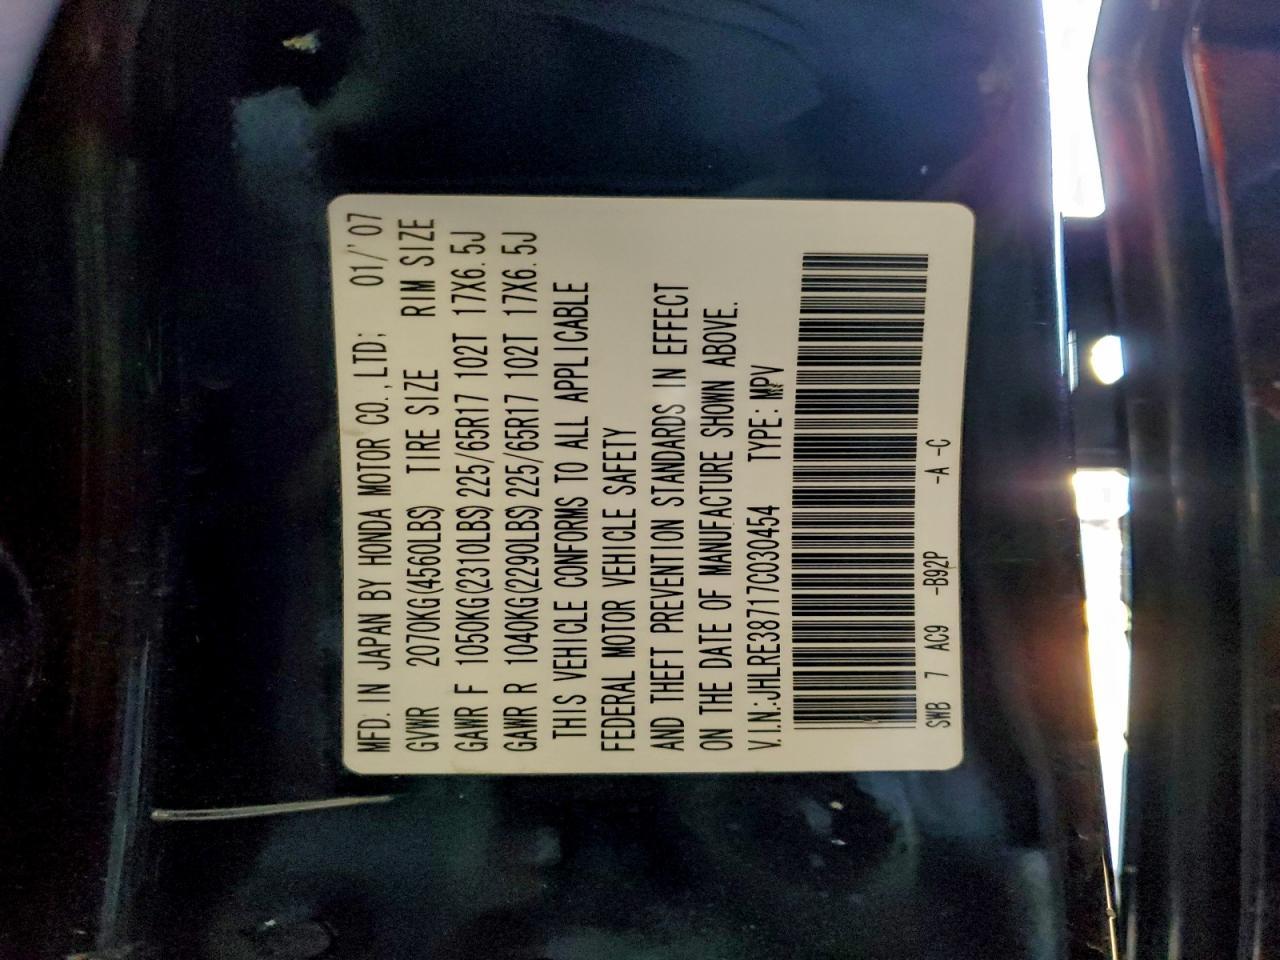 MFD. IN JAPAN BY HONDA MOTOR CO.,LTD; 01/'07
GVWR 2070KG(4560LBS) TIRE SIZE RIM SIZE
GAWR F 1050KG(2310LBS) 225/65R17 102T 17X6.5J
GAWR R 1040KG(2290LBS) 225/65R17 102T 17X6.5J
THIS VEHICLE CONFORMS TO ALL APPLICABLE
FEDERAL MOTOR VEHICLE SAFETY
AND THEFT PREVENTION STANDARDS IN EFFECT
ON THE DATE OF MANUFACTURE SHOWN ABOVE.
V.I.N.:JHLRE38717C030454 TYPE: MPV
SWB 7 AC9 -B92P -A -C